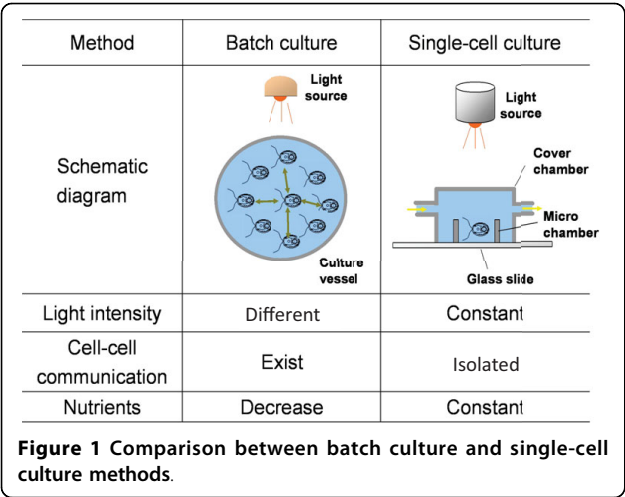 Method Batch culture Single-cell culture
Schematic
diagram
Light
source
Culture
vessel
Light
source
Cover
chamber
Micro
chamber
Glass slide
Light intensity Different Constant
Cell-cell
communication Exist Isolated
Nutrients Decrease Constant
Figure 1 Comparison between batch culture and single-cell
culture methods.